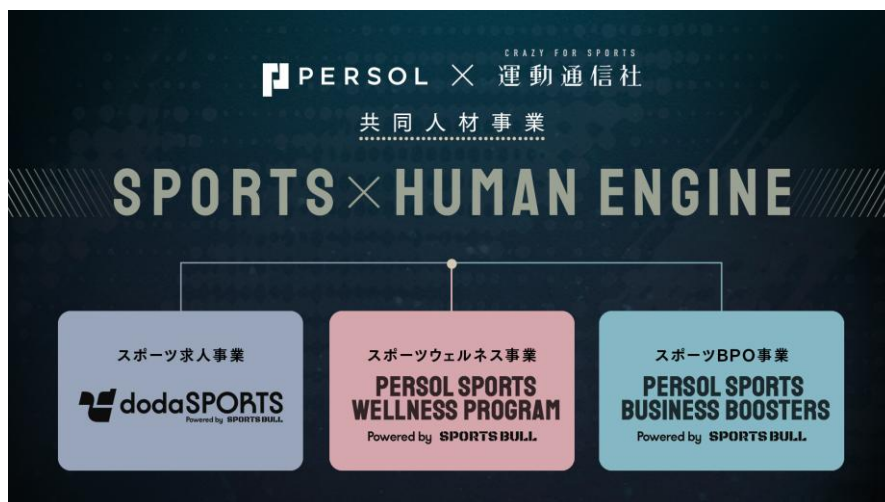 CRAZY FOR SPORTS
PERSOL × 運動通信社
共同人材事業
SPORTS×HUMAN ENGINE
スポーツ求人事業
dodaSPORTS
Powered by SPORTS BULL
スポーツウェルネス事業
PERSOL SPORTS
WELLNESS PROGRAM
Powered by SPORTS BULL
スポーツBPO事業
PERSOL SPORTS
BUSINESS BOOSTERS
Powered by SPORTS BULL